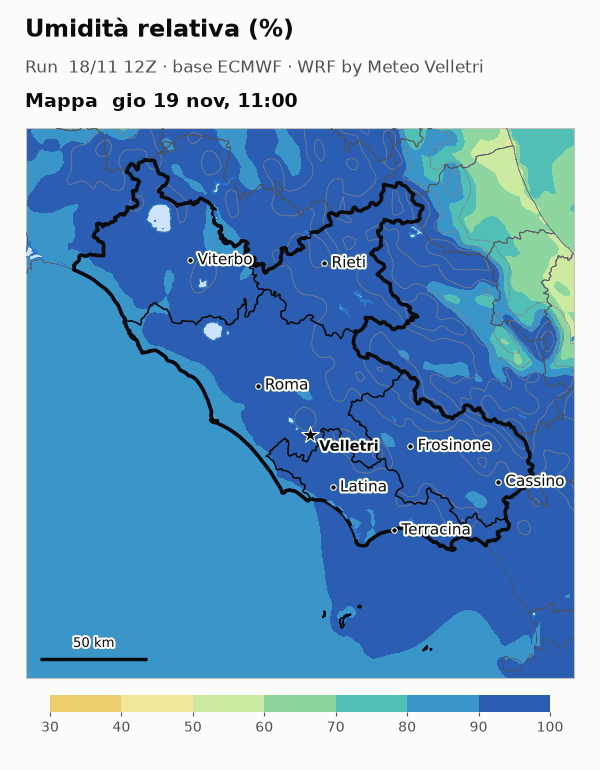 Umidità relativa (%)
Run  18/11 12Z · base ECMWF · WRF by Meteo Velletri
Mappa  gio 19 nov, 11:00
Viterbo
Rieti
Roma
Velletri
Frosinone
Cassino
Latina
Terracina
50 km
30 40 50 60 70 80 90 100